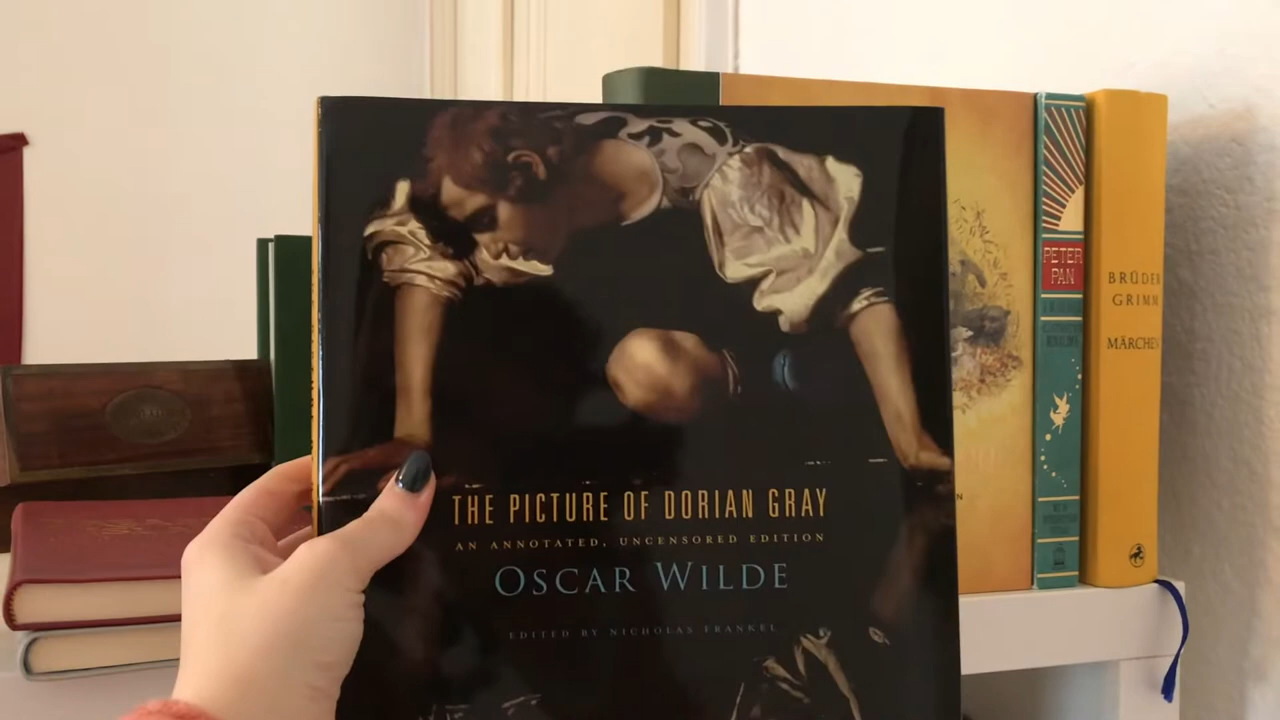 THE PICTURE OF DORIAN GRAY
AN ANNOTATED, UNCENSORED EDITION
OSCAR WILDE
EDITED BY NICHOLAS FRANKEL
PETER
PAN
BRÜDER
GRIMM
MÄRCHEN